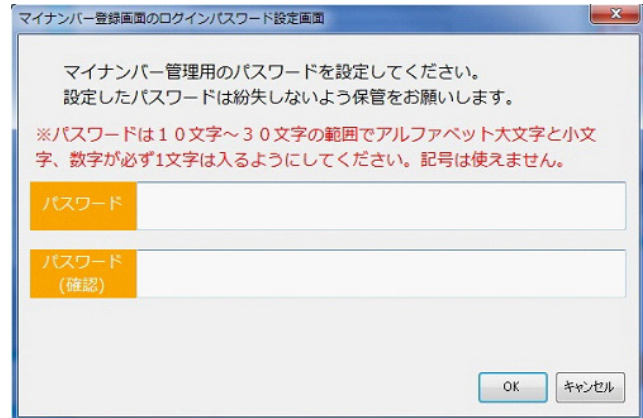 マイナンバー登録画面のログインパスワード設定画面
マイナンバー管理用のパスワードを設定してください。
設定したパスワードは紛失しないよう保管をお願いします。
※パスワードは１０文字～３０文字の範囲でアルファベット大文字と小文
字、数字が必ず1文字は入るようにしてください。記号は使えません。
パスワード
パスワード
(確認)
OK
キャンセル